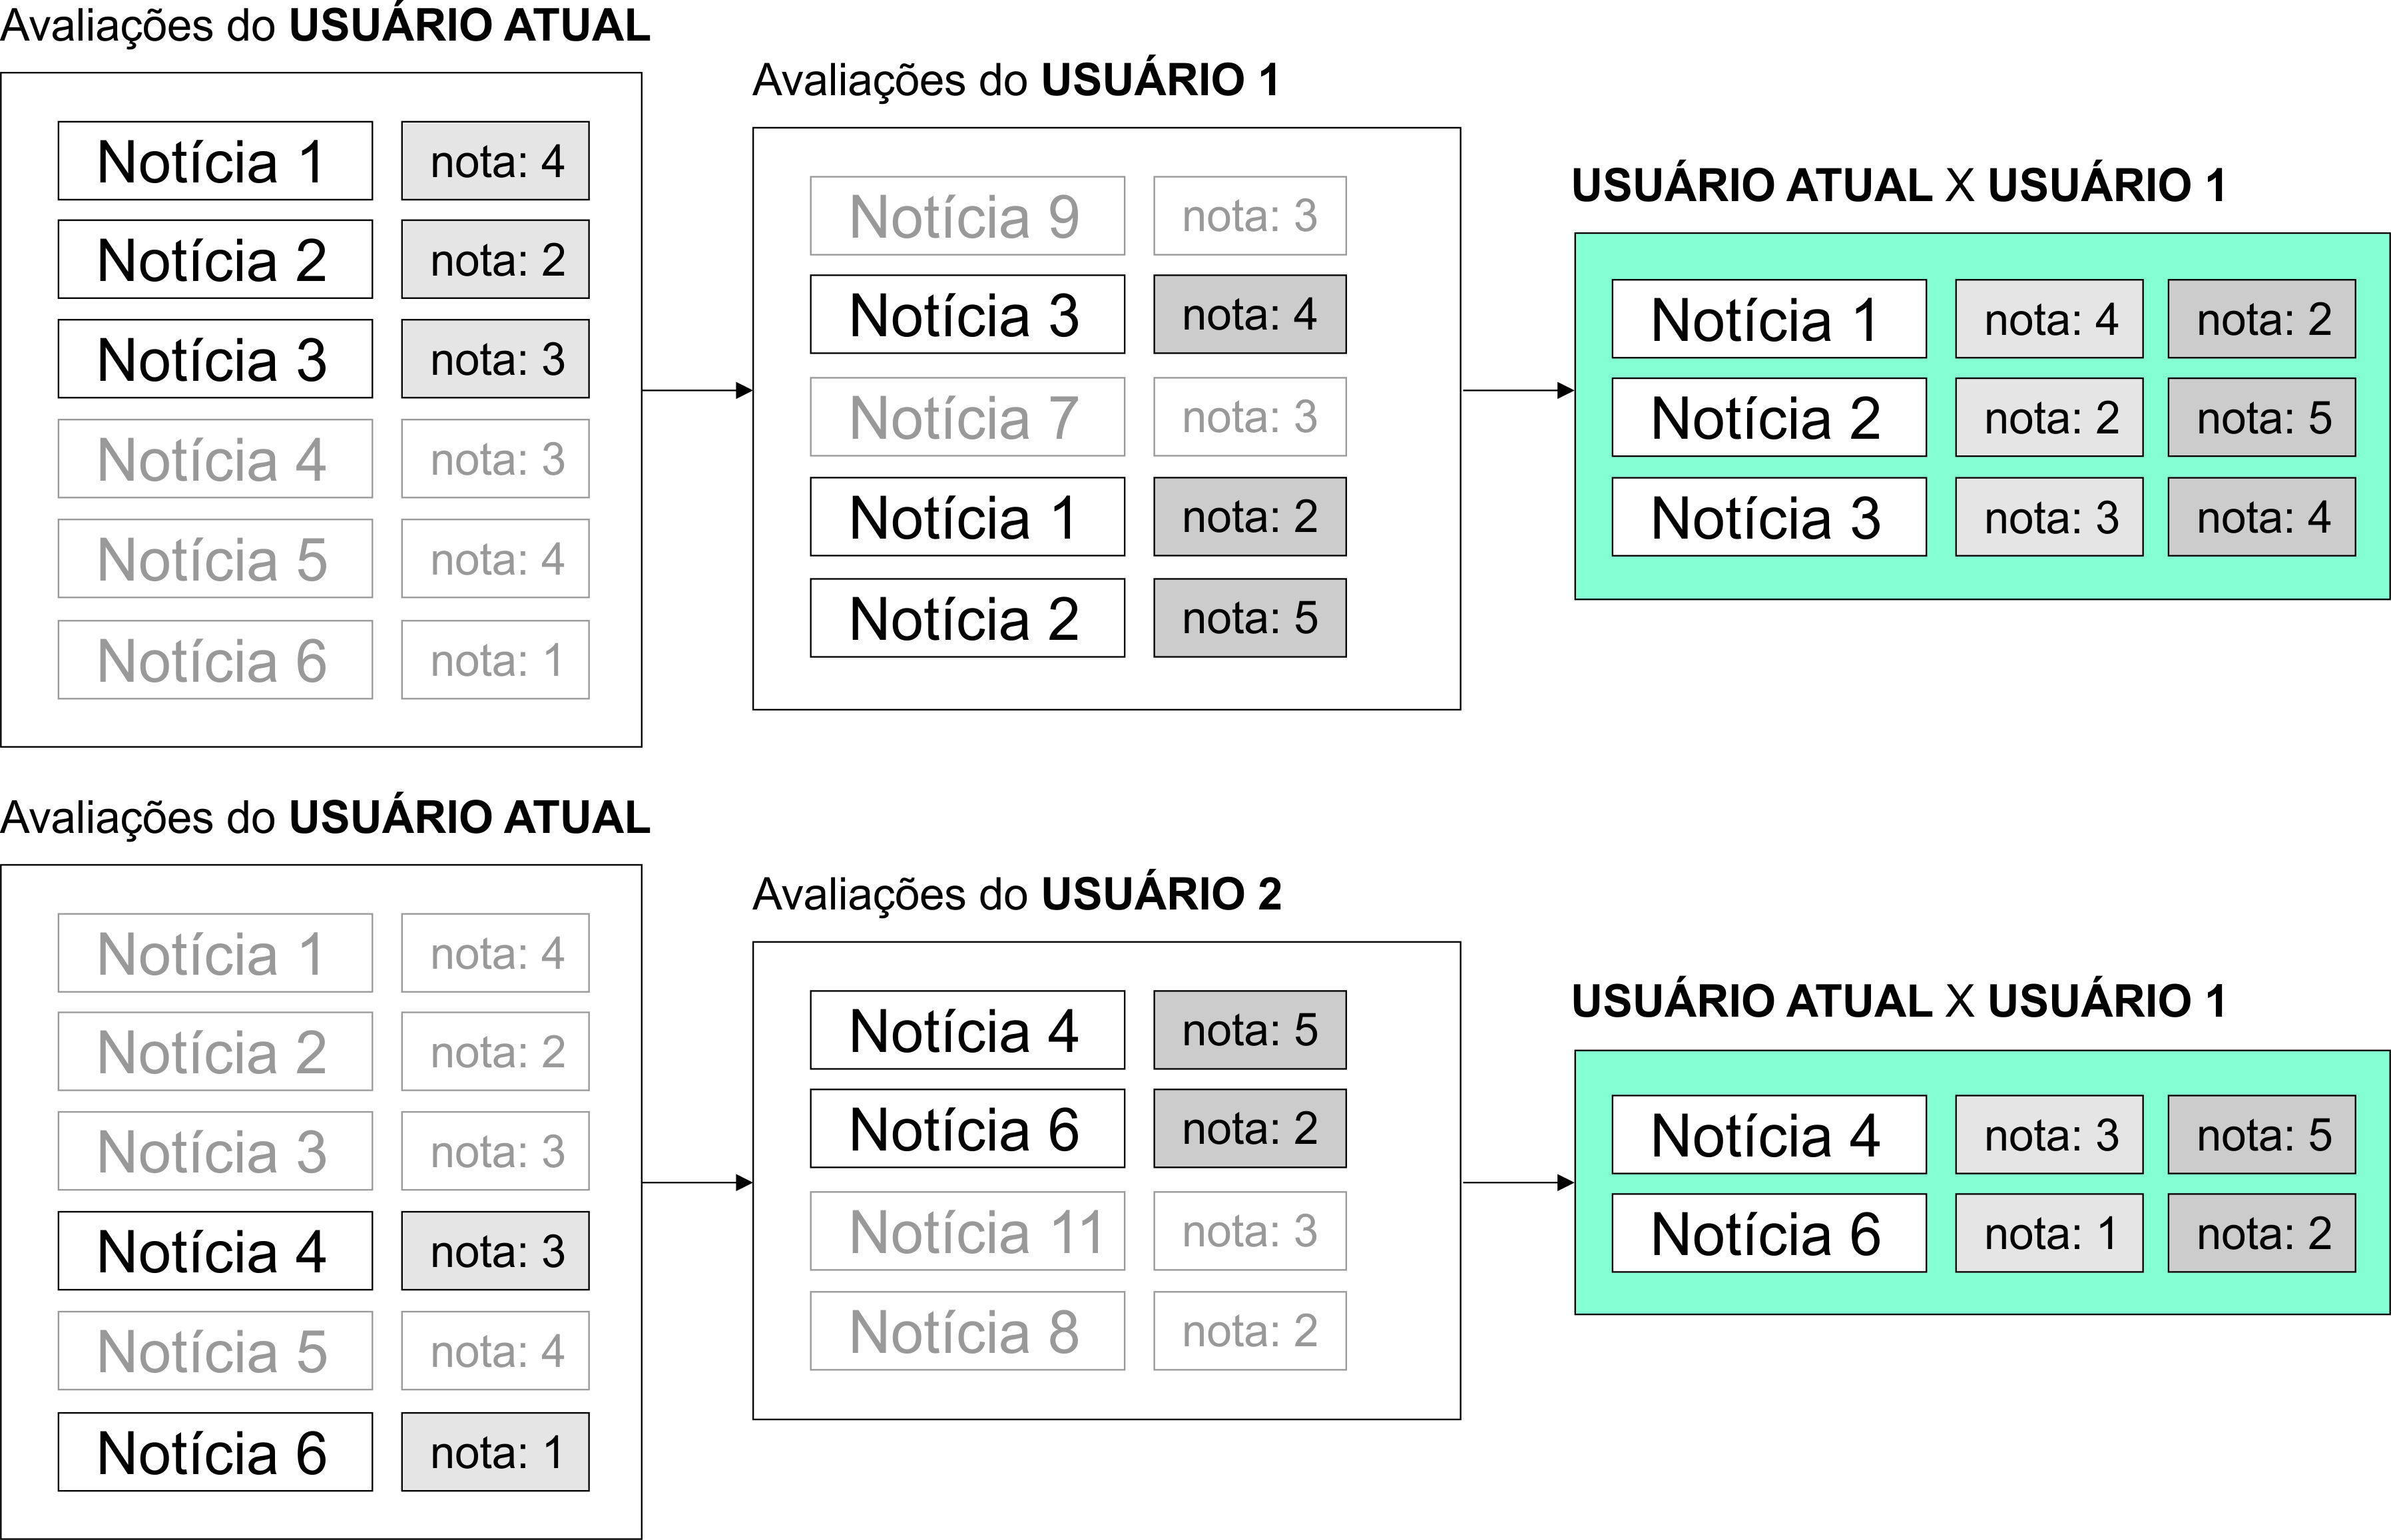 Avaliações do USUÁRIO ATUAL
Notícia 1 nota: 4
Notícia 2 nota: 2
Notícia 3 nota: 3
Notícia 4 nota: 3
Notícia 5 nota: 4
Notícia 6 nota: 1
Avaliações do USUÁRIO 1
Notícia 9 nota: 3
Notícia 3 nota: 4
Notícia 7 nota: 3
Notícia 1 nota: 2
Notícia 2 nota: 5
USUÁRIO ATUAL X USUÁRIO 1
Notícia 1 nota: 4 nota: 2
Notícia 2 nota: 2 nota: 5
Notícia 3 nota: 3 nota: 4
Avaliações do USUÁRIO ATUAL
Notícia 1 nota: 4
Notícia 2 nota: 2
Notícia 3 nota: 3
Notícia 4 nota: 3
Notícia 5 nota: 4
Notícia 6 nota: 1
Avaliações do USUÁRIO 2
Notícia 4 nota: 5
Notícia 6 nota: 2
Notícia 11 nota: 3
Notícia 8 nota: 2
USUÁRIO ATUAL X USUÁRIO 1
Notícia 4 nota: 3 nota: 5
Notícia 6 nota: 1 nota: 2